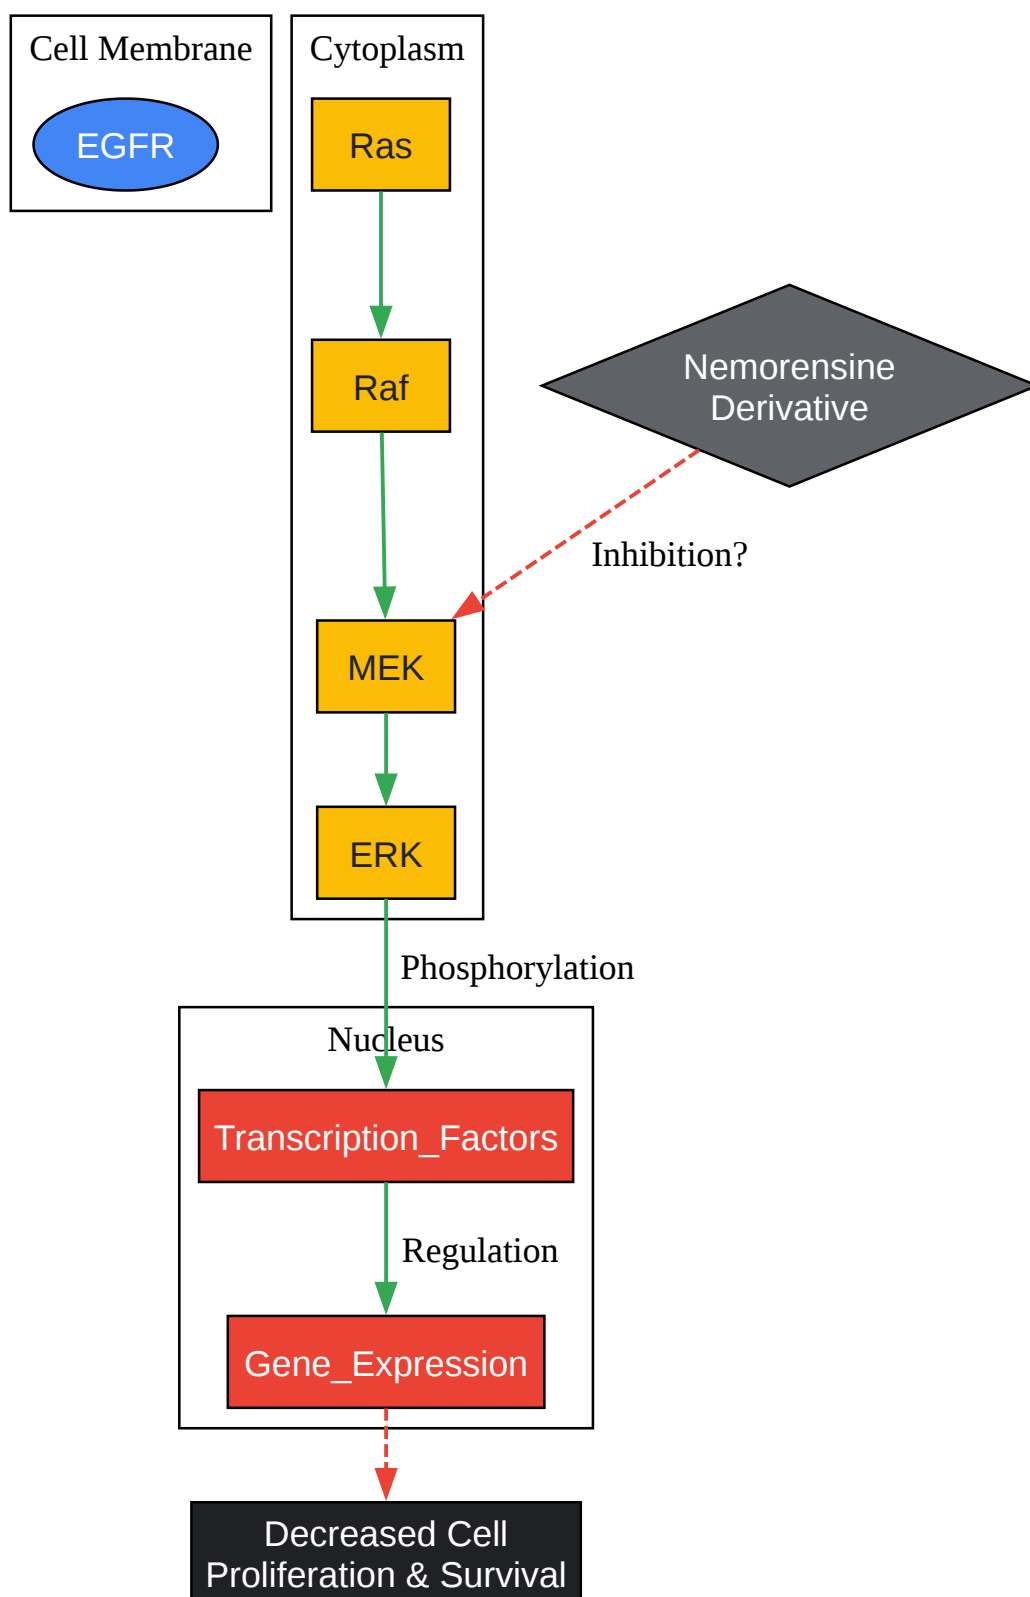 Cell Membrane
EGFR
Cytoplasm
Ras
Raf
Nemorensine
Derivative
Inhibition?
MEK
ERK
Phosphorylation
Nucleus
Transcription_Factors
Regulation
Gene_Expression
Decreased Cell
Proliferation & Survival